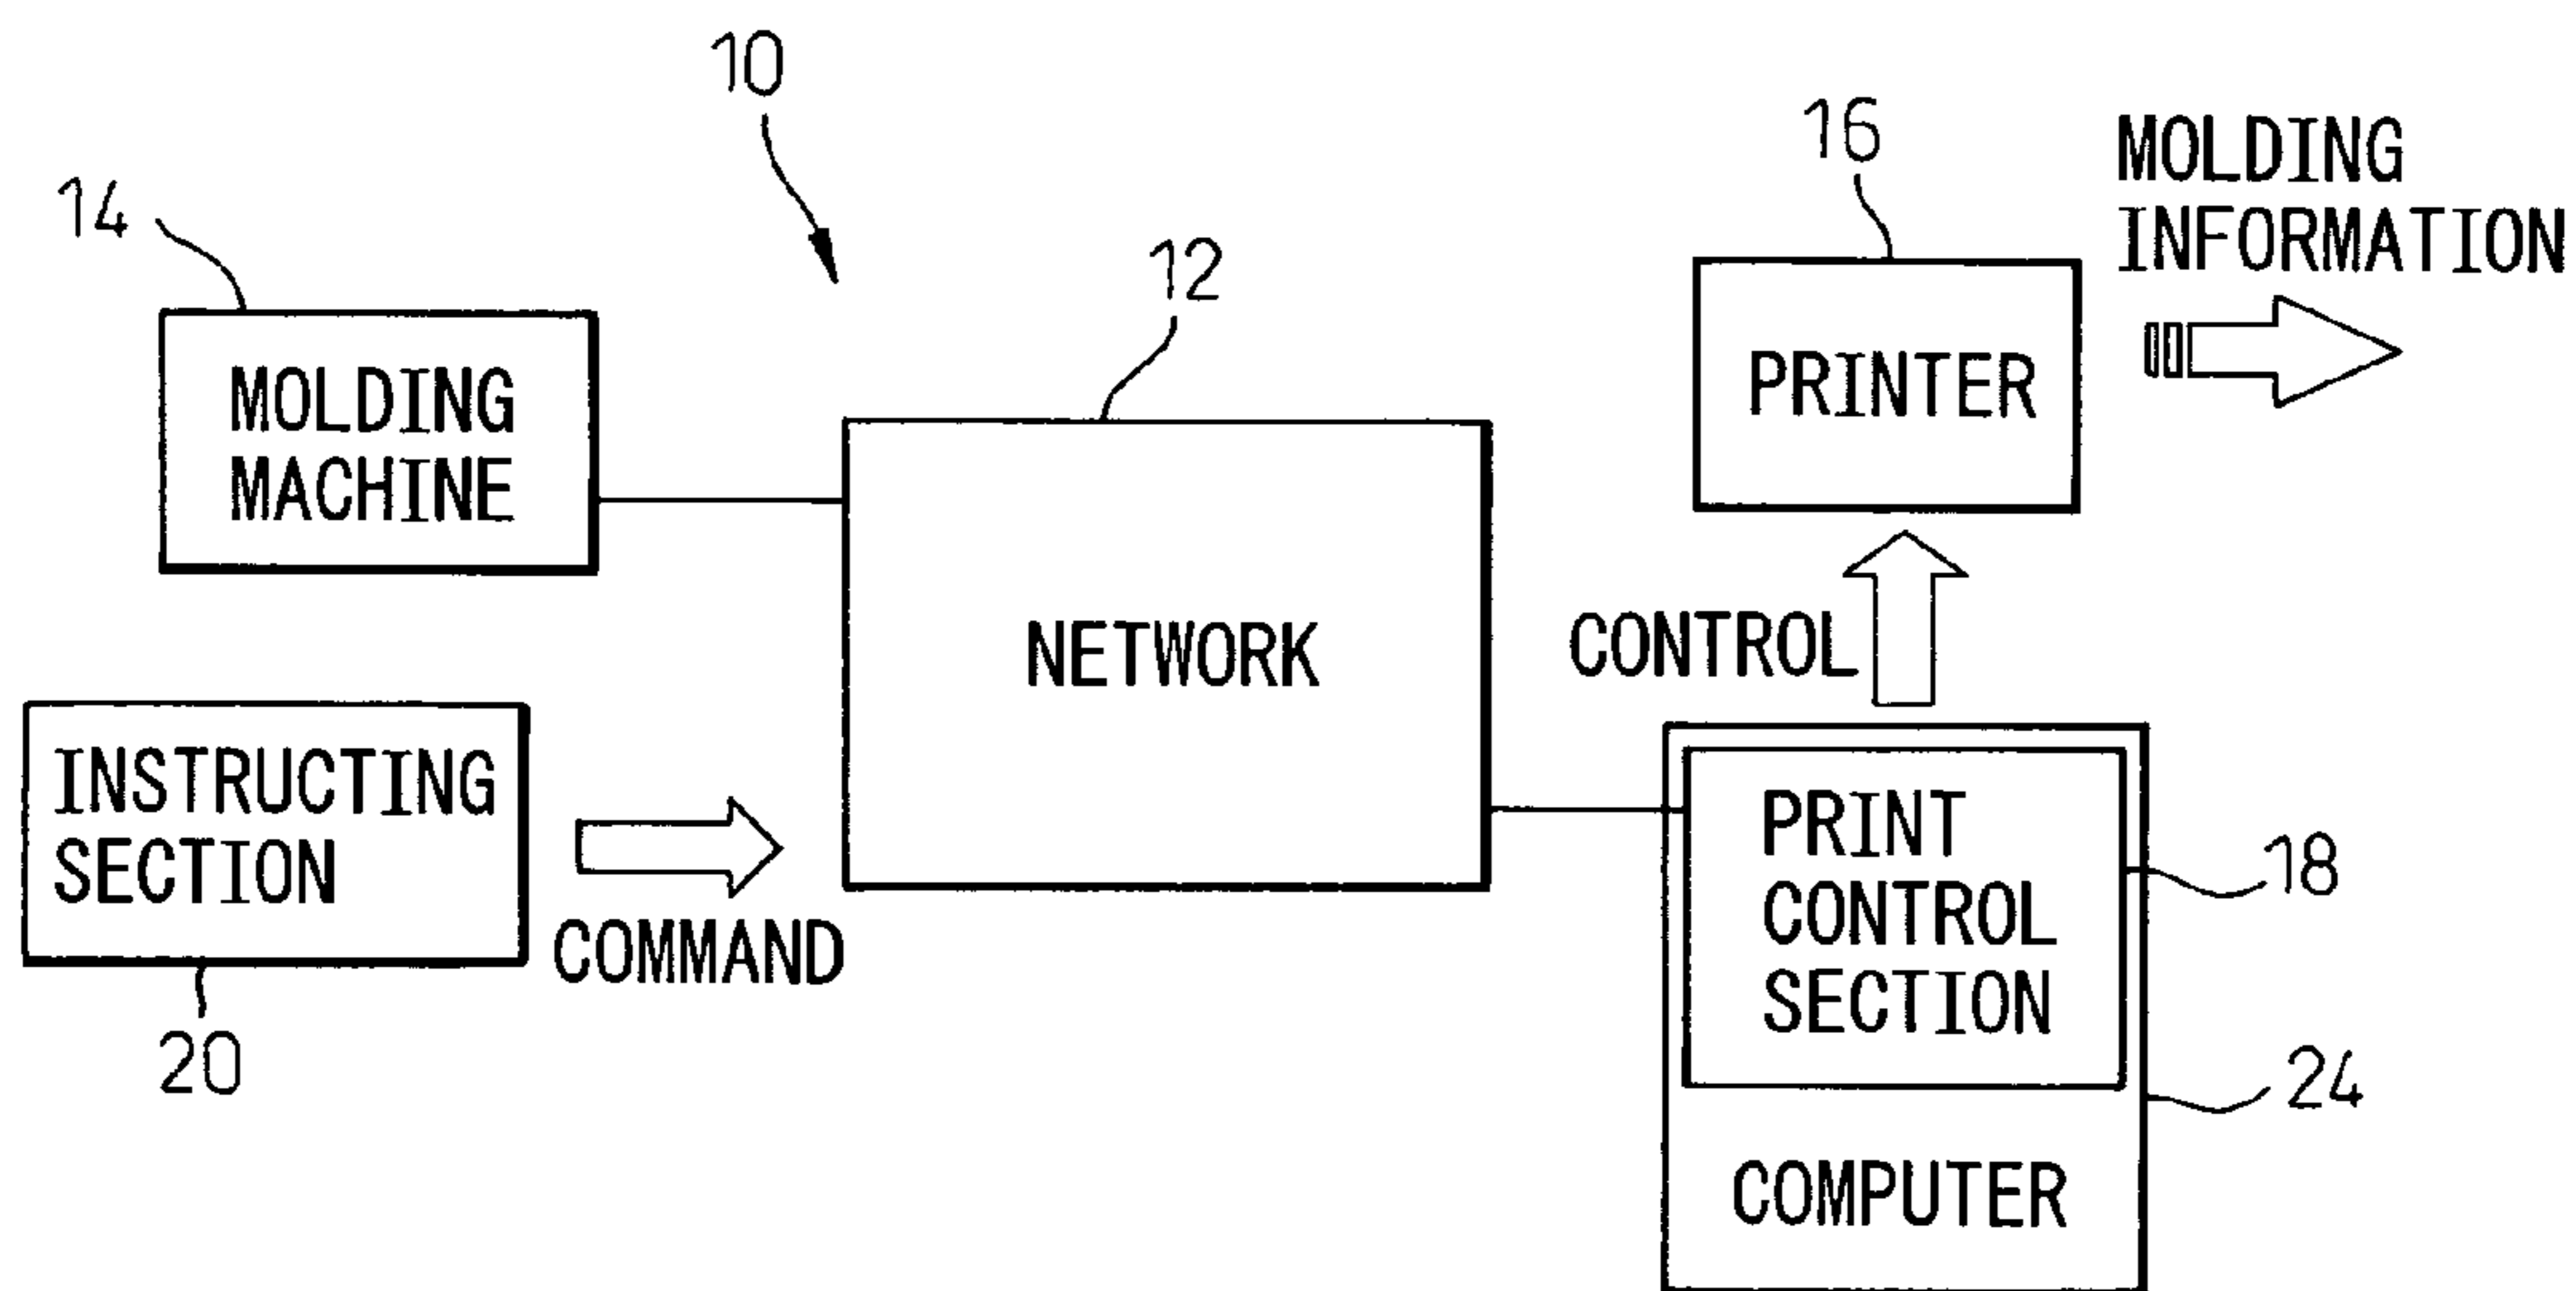 10
16
MOLDING
INFORMATION
14
12
MOLDING
MACHINE
PRINTER
NETWORK
CONTROL
INSTRUCTING
SECTION
COMMAND
20
PRINT
CONTROL
SECTION
18
24
COMPUTER